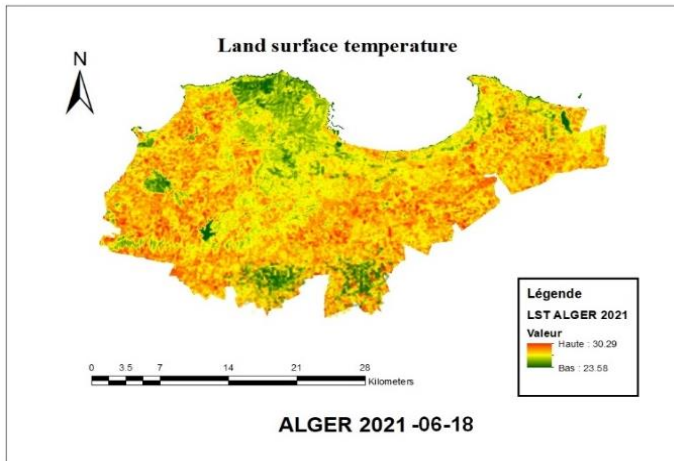 Land surface temperature
N
Légende
LST ALGER 2021
Valeur
Haute : 30.29
Bas : 23.58
0 3.5 7 14 21 28
Kilometers
ALGER 2021 -06-18